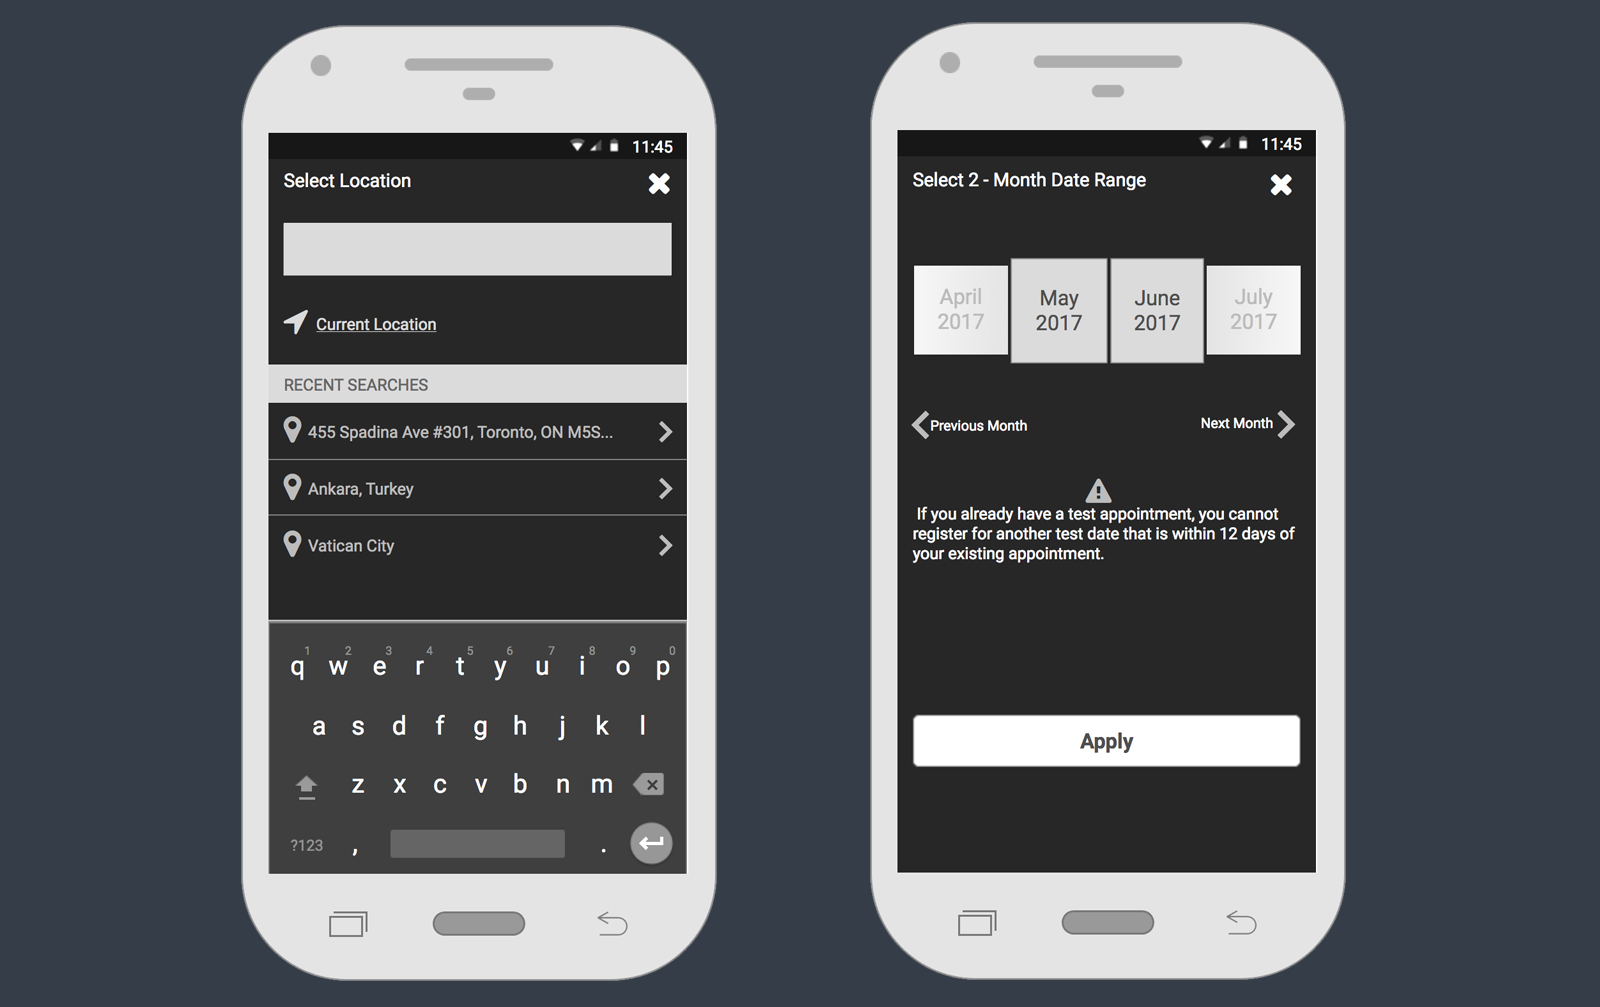 11:45
Select Location
Current Location
RECENT SEARCHES
455 Spadina Ave #301, Toronto, ON M5S...
Ankara, Turkey
Vatican City
1 2 3 4 5 6 7 8 9 0
q w e r t y u i o p
a s d f g h j k l
z x c v b n m
?123 , .
11:45
Select 2 - Month Date Range
April
2017
May
2017
June
2017
July
2017
Previous Month
Next Month
If you already have a test appointment, you cannot
register for another test date that is within 12 days of
your existing appointment.
Apply